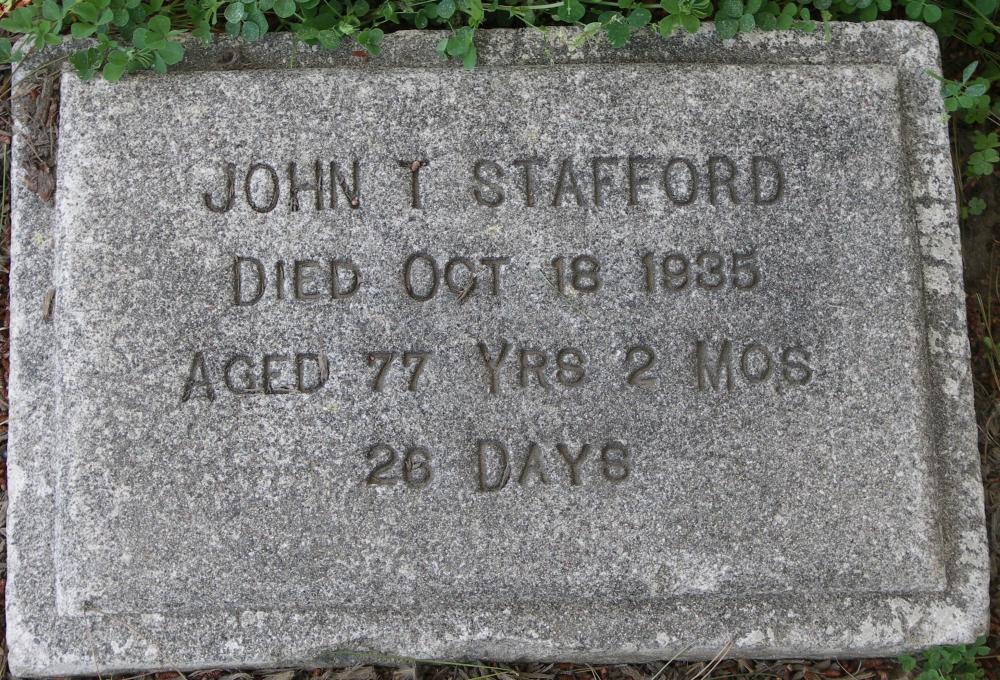 JOHN T STAFFORD
DIED OCT 18 1935
AGED 77 YRS 2 MOS
26 DAYS